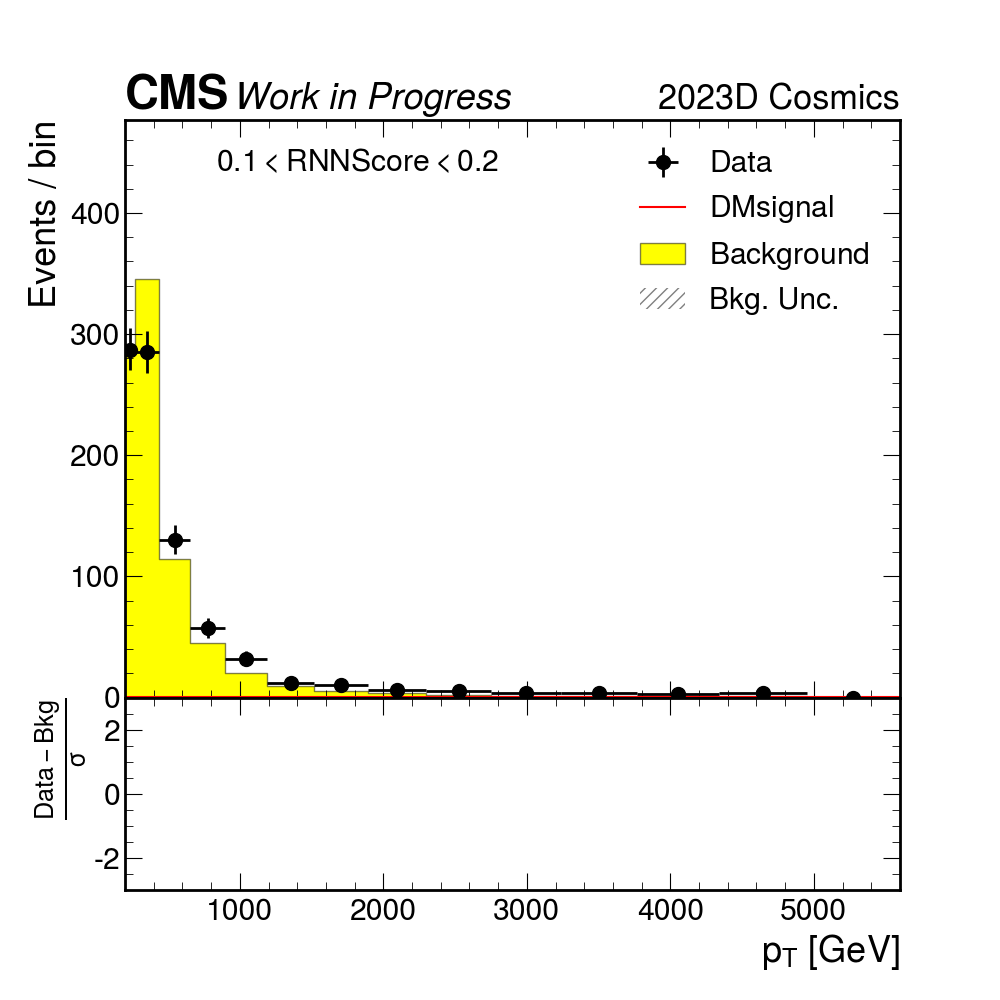 CMS Work in Progress 2023D Cosmics
0.1 < RNNScore < 0.2
Data
DMsignal
Background
Bkg. Unc.
Events / bin
400
300
200
100
0
Data − Bkg
σ
2
0
-2
1000 2000 3000 4000 5000
pT [GeV]